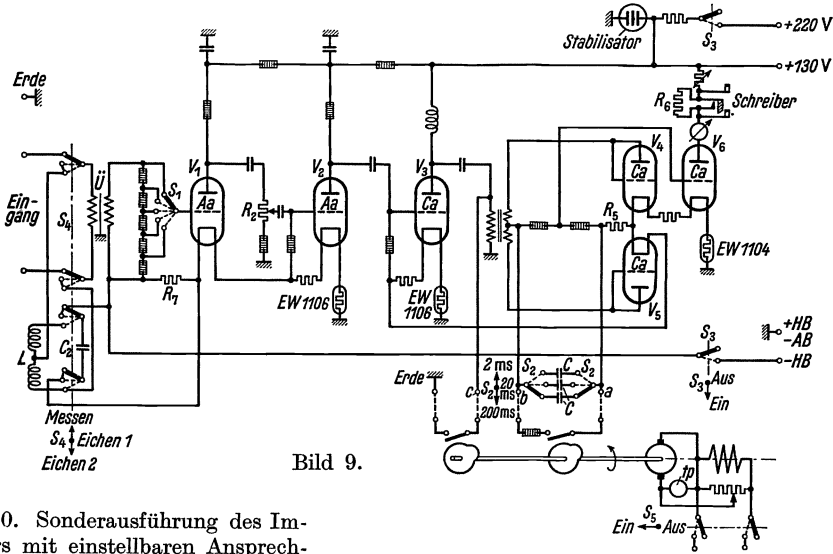 Stabilisator
S3
+220 V
+130 V
Erde
R6
Schreiber
Ein-
gang
Ü
S4
S1
V1
Aa
R2
V2
Aa
V3
Ca
V4
Ca
V6
Ca
R5
EW 1104
R7
EW 1106
EW
1106
Ca
V5
L
C2
S3
+HB
-AB
-HB
S3
Aus
Ein
Erde
2 ms
c
S2
20
ms
200ms
b
S2
C
S2
C
a
Messen
S4
Eichen 1
Eichen 2
Bild 9.
tp
S5
Ein
Aus
0. Sonderausführung des Im-
rs mit einstellbaren Ansprech-